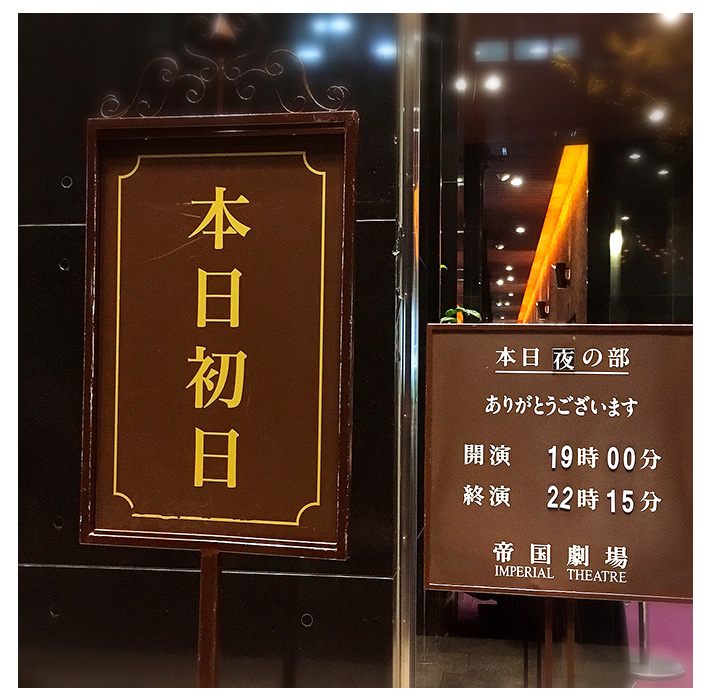 本日初日
本日夜の部
ありがとうございます
開演 19時00分
終演 22時15分
帝国劇場
IMPERIAL THEATRE